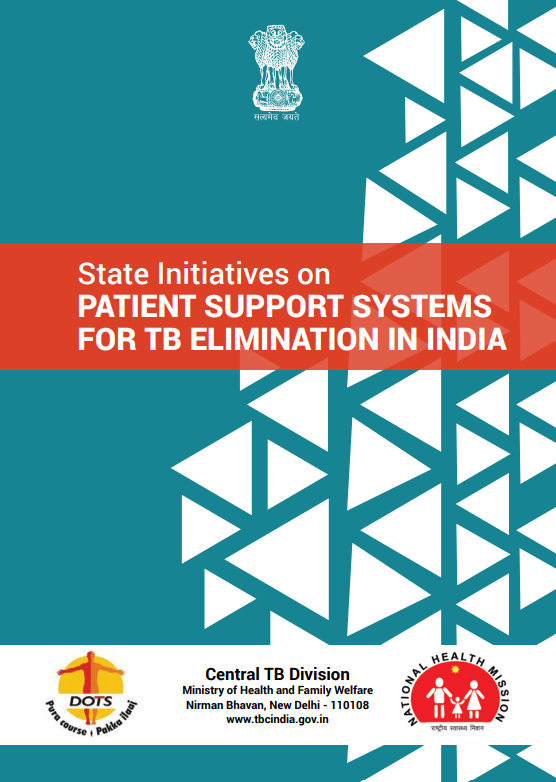 सत्यमेव जयते
State Initiatives on
PATIENT SUPPORT SYSTEMS
FOR TB ELIMINATION IN INDIA
DOTS
Pura course, Pakka ilaaj
Central TB Division
Ministry of Health and Family Welfare
Nirman Bhavan, New Delhi - 110108
www.tbcindia.gov.in
NATIONAL HEALTH MISSION
राष्ट्रीय स्वास्थ्य मिशन